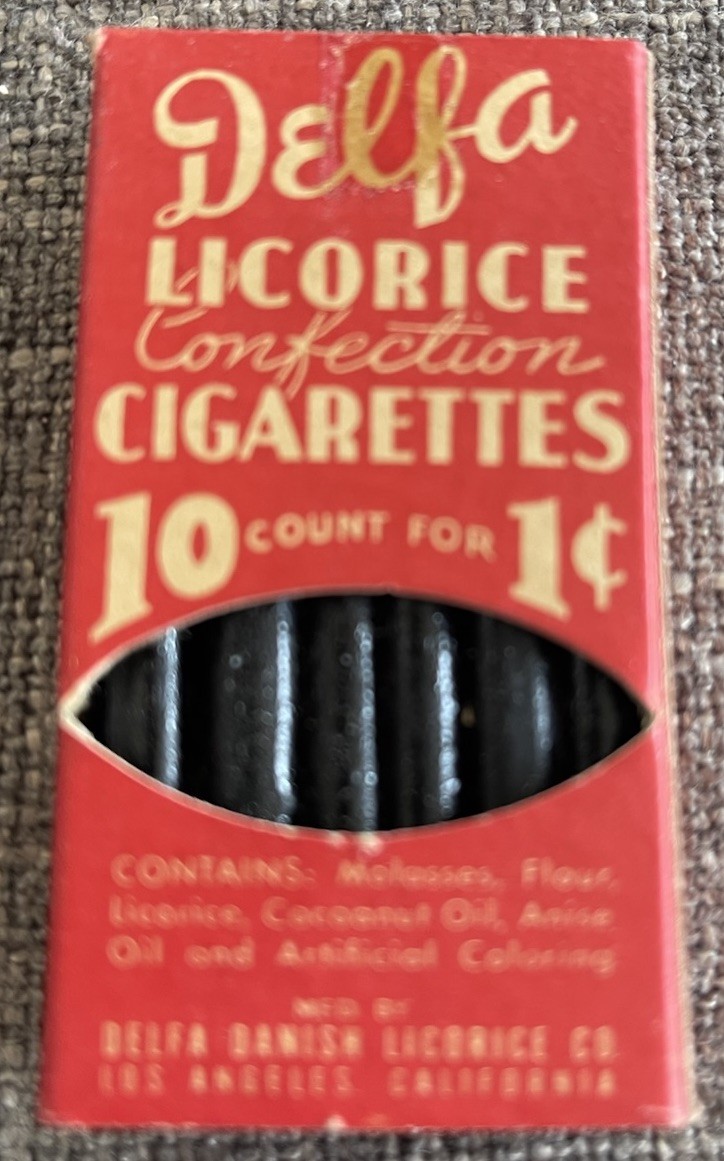 Delfa
LICORICE
Confection
CIGARETTES
10 COUNT FOR 1¢
CONTAINS: Molasses, Flour,
Licorice, Cocoanut Oil, Anise
Oil and Artificial Coloring
MFD. BY
DELFA DANISH LICORICE CO.
LOS ANGELES, CALIFORNIA